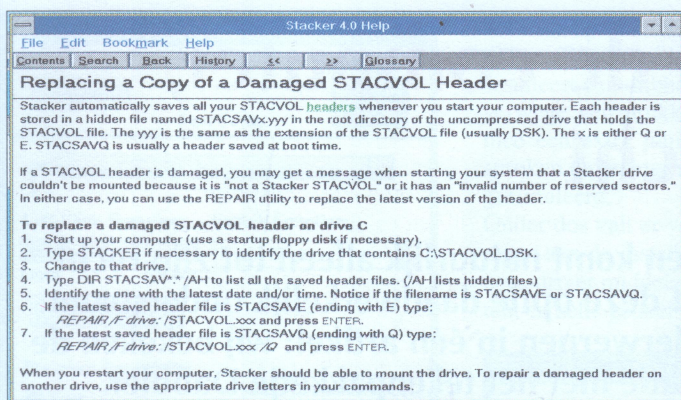 Stacker 4.0 Help
File Edit Bookmark Help
Contents Search Back History << >> Glossary
Replacing a Copy of a Damaged STACVOL Header
Stacker automatically saves all your STACVOL headers whenever you start your computer. Each header is
stored in a hidden file named STACSAVx.yyy in the root directory of the uncompressed drive that holds the
STACVOL file. The yyy is the same as the extension of the STACVOL file (usually DSK). The x is either Q or
E. STACSAVQ is usually a header saved at boot time.
If a STACVOL header is damaged, you may get a message when starting your system that a Stacker drive
couldn't be mounted because it is "not a Stacker STACVOL" or it has an "invalid number of reserved sectors."
In either case, you can use the REPAIR utility to replace the latest version of the header.
To replace a damaged STACVOL header on drive C
1. Start up your computer (use a startup floppy disk if necessary).
2. Type STACKER if necessary to identify the drive that contains C:\STACVOL.DSK.
3. Change to that drive.
4. Type DIR STACSAV*.* /AH to list all the saved header files. (/AH lists hidden files)
5. Identify the one with the latest date and/or time. Notice if the filename is STACSAVE or STACSAVQ.
6. If the latest saved header file is STACSAVE (ending with E) type:
REPAIR /F drive: \STACVOL.xxx and press ENTER.
7. If the latest saved header file is STACSAVQ (ending with Q) type:
REPAIR /F drive: \STACVOL.xxx /Q and press ENTER.
When you restart your computer, Stacker should be able to mount the drive. To repair a damaged header on
another drive, use the appropriate drive letters in your commands.